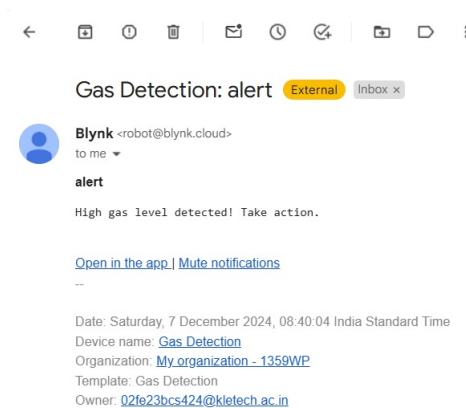 Gas Detection: alert External Inbox ×
Blynk <robot@blynk.cloud>
to me
alert
High gas level detected! Take action.
Open in the app | Mute notifications
--
Date: Saturday, 7 December 2024, 08:40:04 India Standard Time
Device name: Gas Detection
Organization: My organization - 1359WP
Template: Gas Detection
Owner: 02fe23bcs424@kletech.ac.in